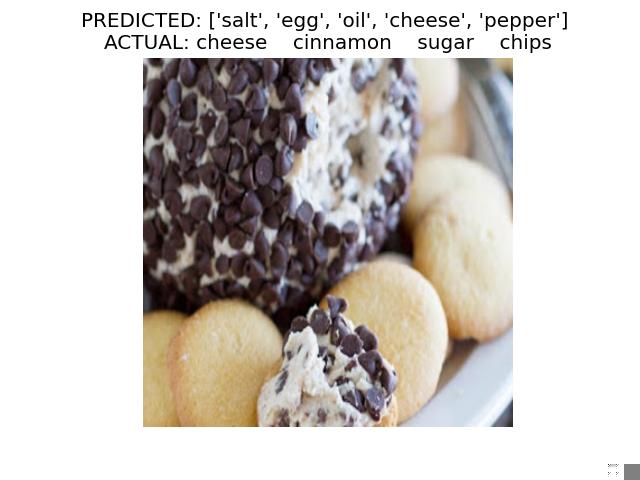 PREDICTED: ['salt', 'egg', 'oil', 'cheese', 'pepper']
ACTUAL: cheese cinnamon sugar chips